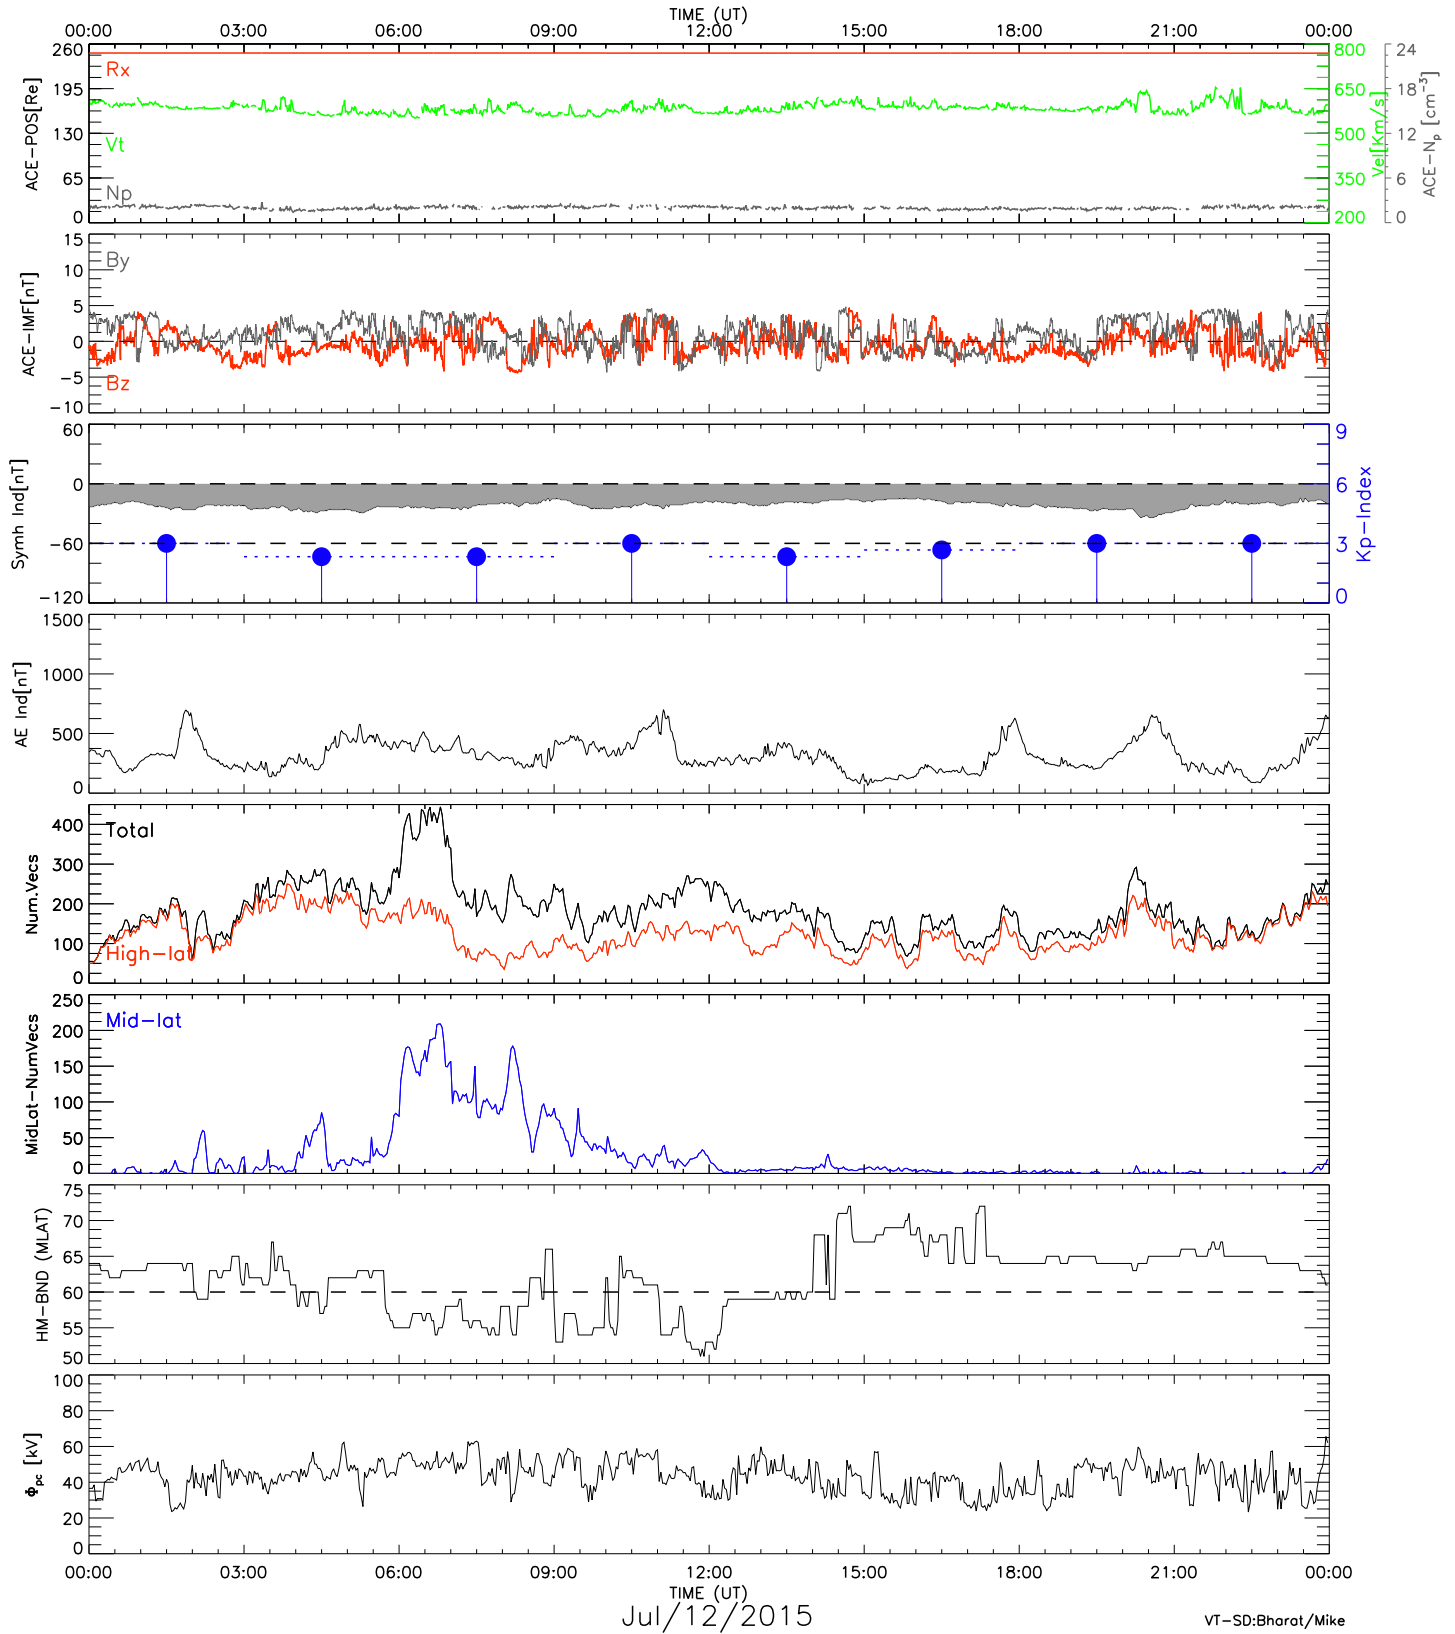 TIME (UT)
00:00 03:00 06:00 09:00 12:00 15:00 18:00 21:00 00:00
260 195 130 65 0
ACE-POS[Re]
Rx
Vt
Np
800 650 500 350 200
Vel[Km/s]
24 18 12 6 0
ACE-Np [cm-3]
15 10 5 0 -5 -10
ACE-IMF[nT]
By
Bz
60 0 -60 -120
Symh Ind[nT]
9 6 3 0
Kp-Index
1500 1000 500 0
AE Ind[nT]
400 300 200 100 0
Num.Vecs
Total
High-lat
250 200 150 100 50 0
MidLat-NumVecs
Mid-lat
75 70 65 60 55 50
HM-BND (MLAT)
100 80 60 40 20 0
Φpc [kV]
00:00 03:00 06:00 09:00 12:00 15:00 18:00 21:00 00:00
TIME (UT)
Jul/12/2015
VT-SD:Bharat/Mike